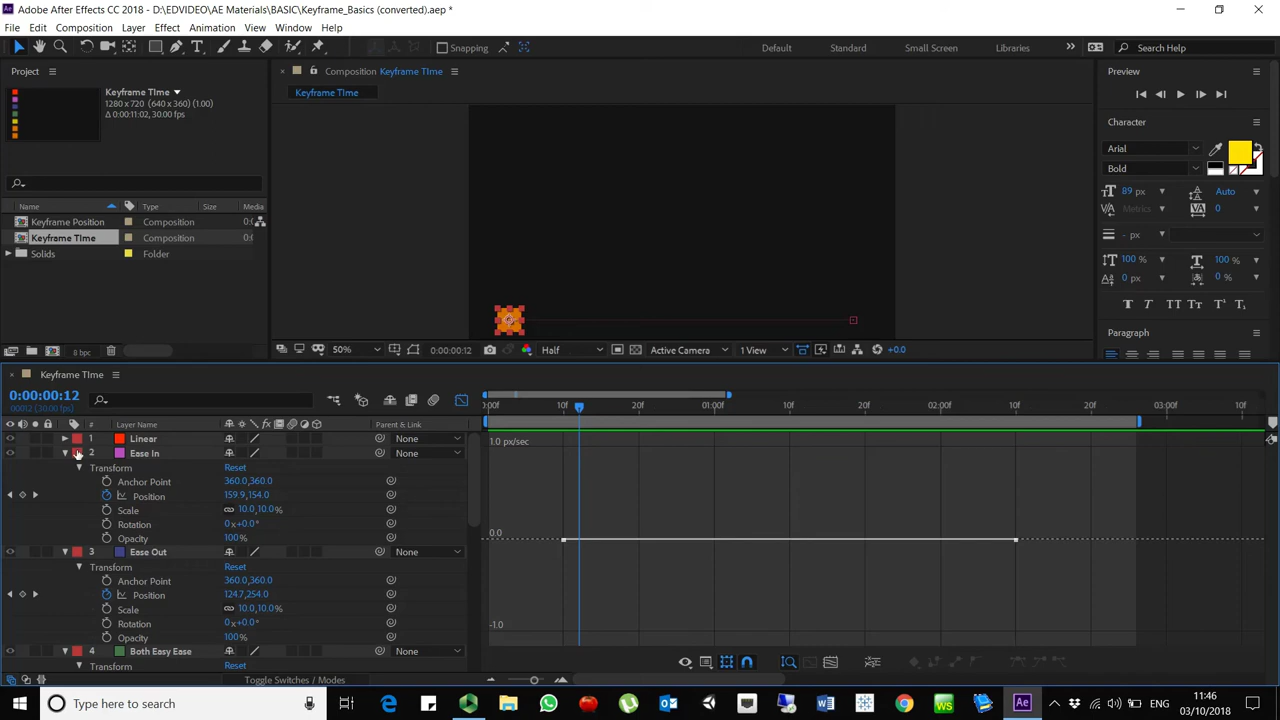 Adobe After Effects CC 2018 - D:\EDVIDEO\AE Materials\BASIC\Keyframe_Basics (converted).aep *
File Edit Composition Layer Effect Animation View Window Help
Snapping Default Standard Small Screen Libraries Search Help
Project
Keyframe TIme
1280 x 720 (640 x 360) (1.00)
Δ 0:00:11:02, 30.00 fps
Name Type Size Media
Keyframe Position Composition 0:
Keyframe TIme Composition 0:
Solids Folder
8 bpc
Composition Keyframe TIme
Keyframe TIme
50% 0:00:00:12 Half Active Camera 1 View +0.0
Preview
Character
Arial
Bold
89 px Auto
Metrics 0
- px
100 % 100 %
0 px 0 %
T T TT Tт T¹ T₁
Paragraph
Keyframe TIme
0:00:00:12
00012 (30.00 fps)
# Layer Name Parent & Link
:00f 10f 20f 01:00f 10f 20f 02:00f 10f 20f 03:00f 10f
1 Linear None
2 Ease In None
Transform Reset
Anchor Point 360.0,360.0
Position 159.9,154.0
Scale 10.0,10.0%
Rotation 0x+0.0°
Opacity 100%
3 Ease Out None
Transform Reset
Anchor Point 360.0,360.0
Position 124.7,254.0
Scale 10.0,10.0%
Rotation 0x+0.0°
Opacity 100%
4 Both Easy Ease None
Transform Reset
1.0 px/sec
0.0
-1.0
Toggle Switches / Modes
Type here to search
11:46
03/10/2018